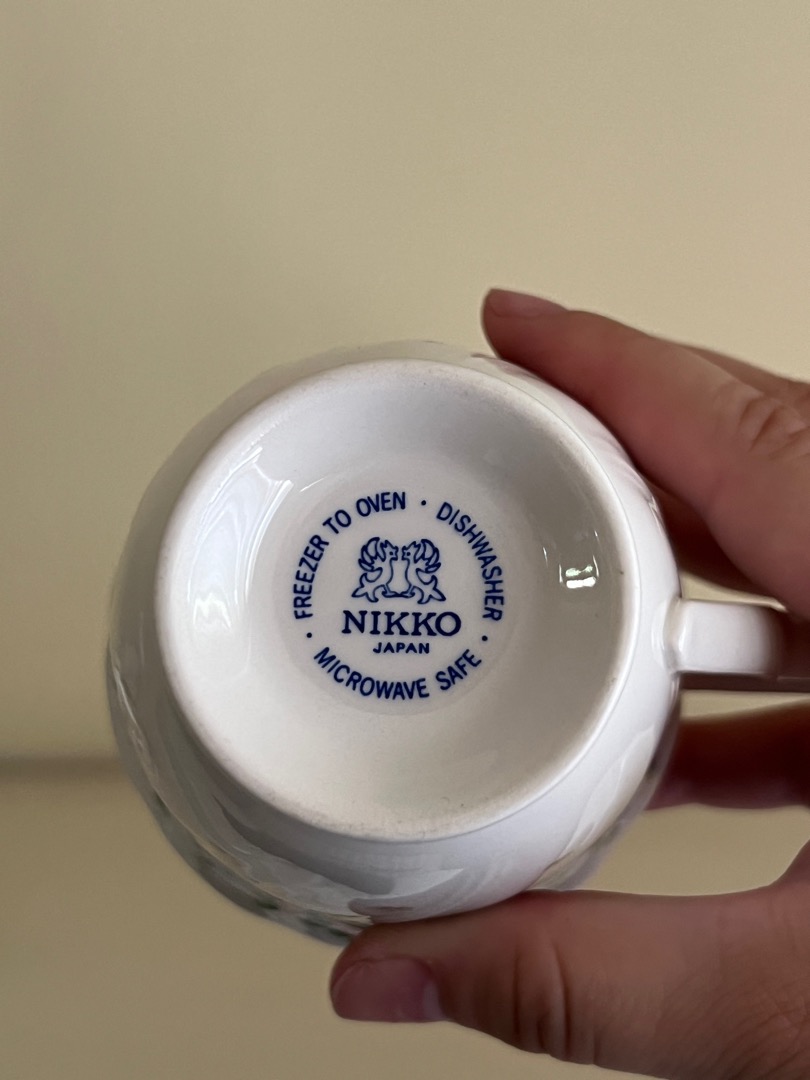 · FREEZER TO OVEN · DISHWASHER ·
NIKKO
JAPAN
MICROWAVE SAFE